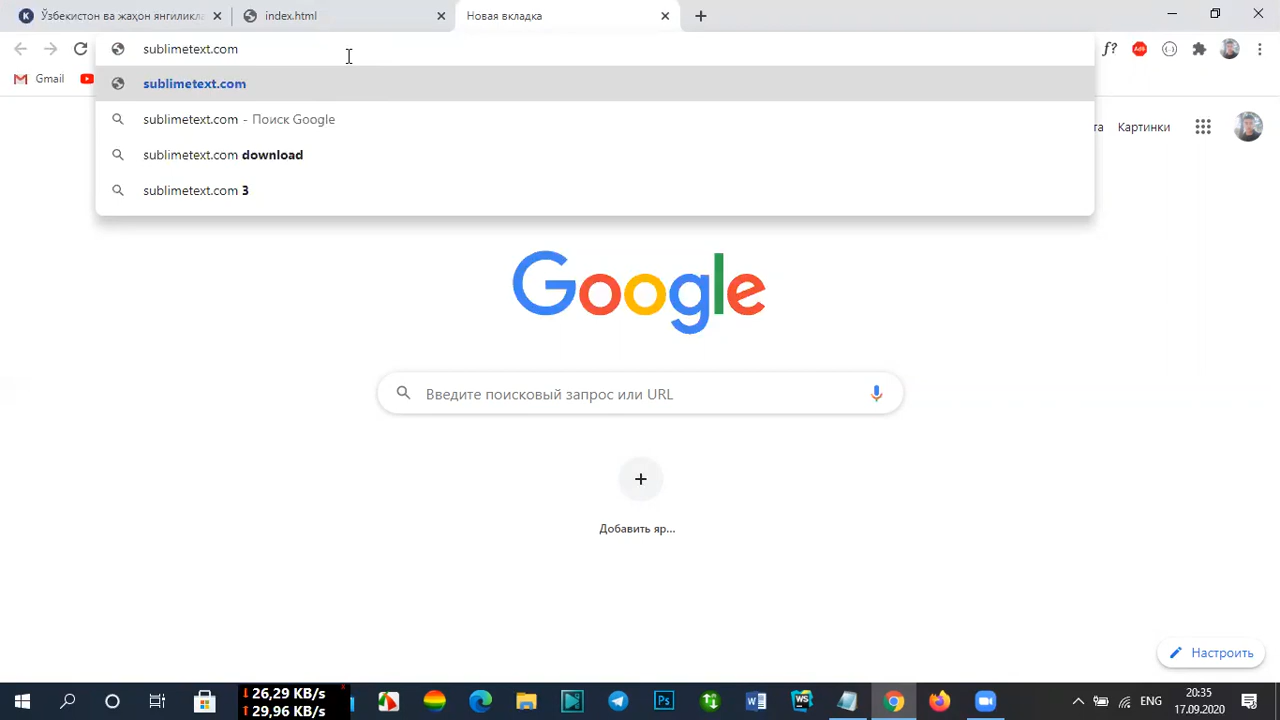 Ўзбекистон ва жаҳон янгиликла
index.html
Новая вкладка
sublimetext.com
Gmail
sublimetext.com
sublimetext.com - Поиск Google
sublimetext.com download
sublimetext.com 3
та
Картинки
Google
Введите поисковый запрос или URL
Добавить яр...
Настроить
26,29 KB/s
29,96 KB/s
ENG
20:35
17.09.2020